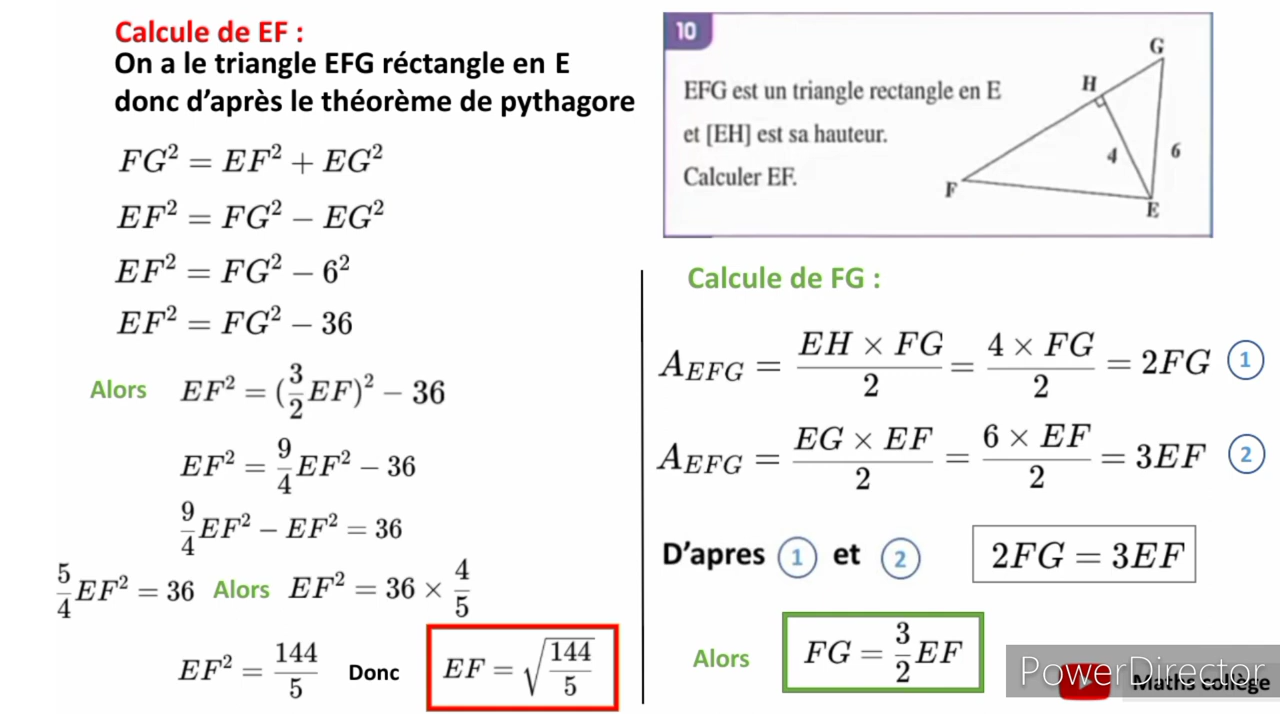 Calcule de EF :
On a le triangle EFG réctangle en E
donc d'après le théorème de pythagore
FG² = EF² + EG²
EF² = FG² − EG²
EF² = FG² − 6²
EF² = FG² − 36
Alors EF² = (3/2 EF)² − 36
EF² = 9/4 EF² − 36
9/4 EF² − EF² = 36
5/4 EF² = 36 Alors EF² = 36 × 4/5
EF² = 144/5 Donc EF = √(144/5)
10
EFG est un triangle rectangle en E
et [EH] est sa hauteur.
Calculer EF.
G
H
4
6
F
E
Calcule de FG :
A_EFG = (EH × FG)/2 = (4 × FG)/2 = 2FG 1
A_EFG = (EG × EF)/2 = (6 × EF)/2 = 3EF 2
D'apres 1 et 2 2FG = 3EF
Alors FG = 3/2 EF
PowerDirector
Maths collège